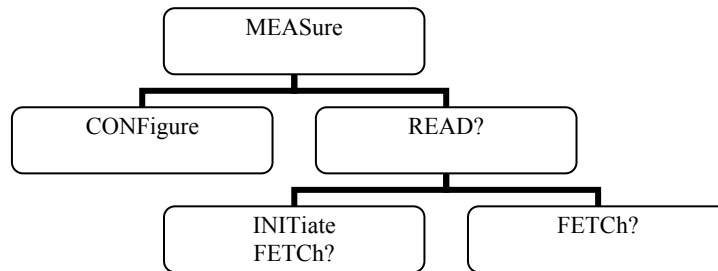 MEASure
CONFigure
READ?
INITiate
FETCh?
FETCh?